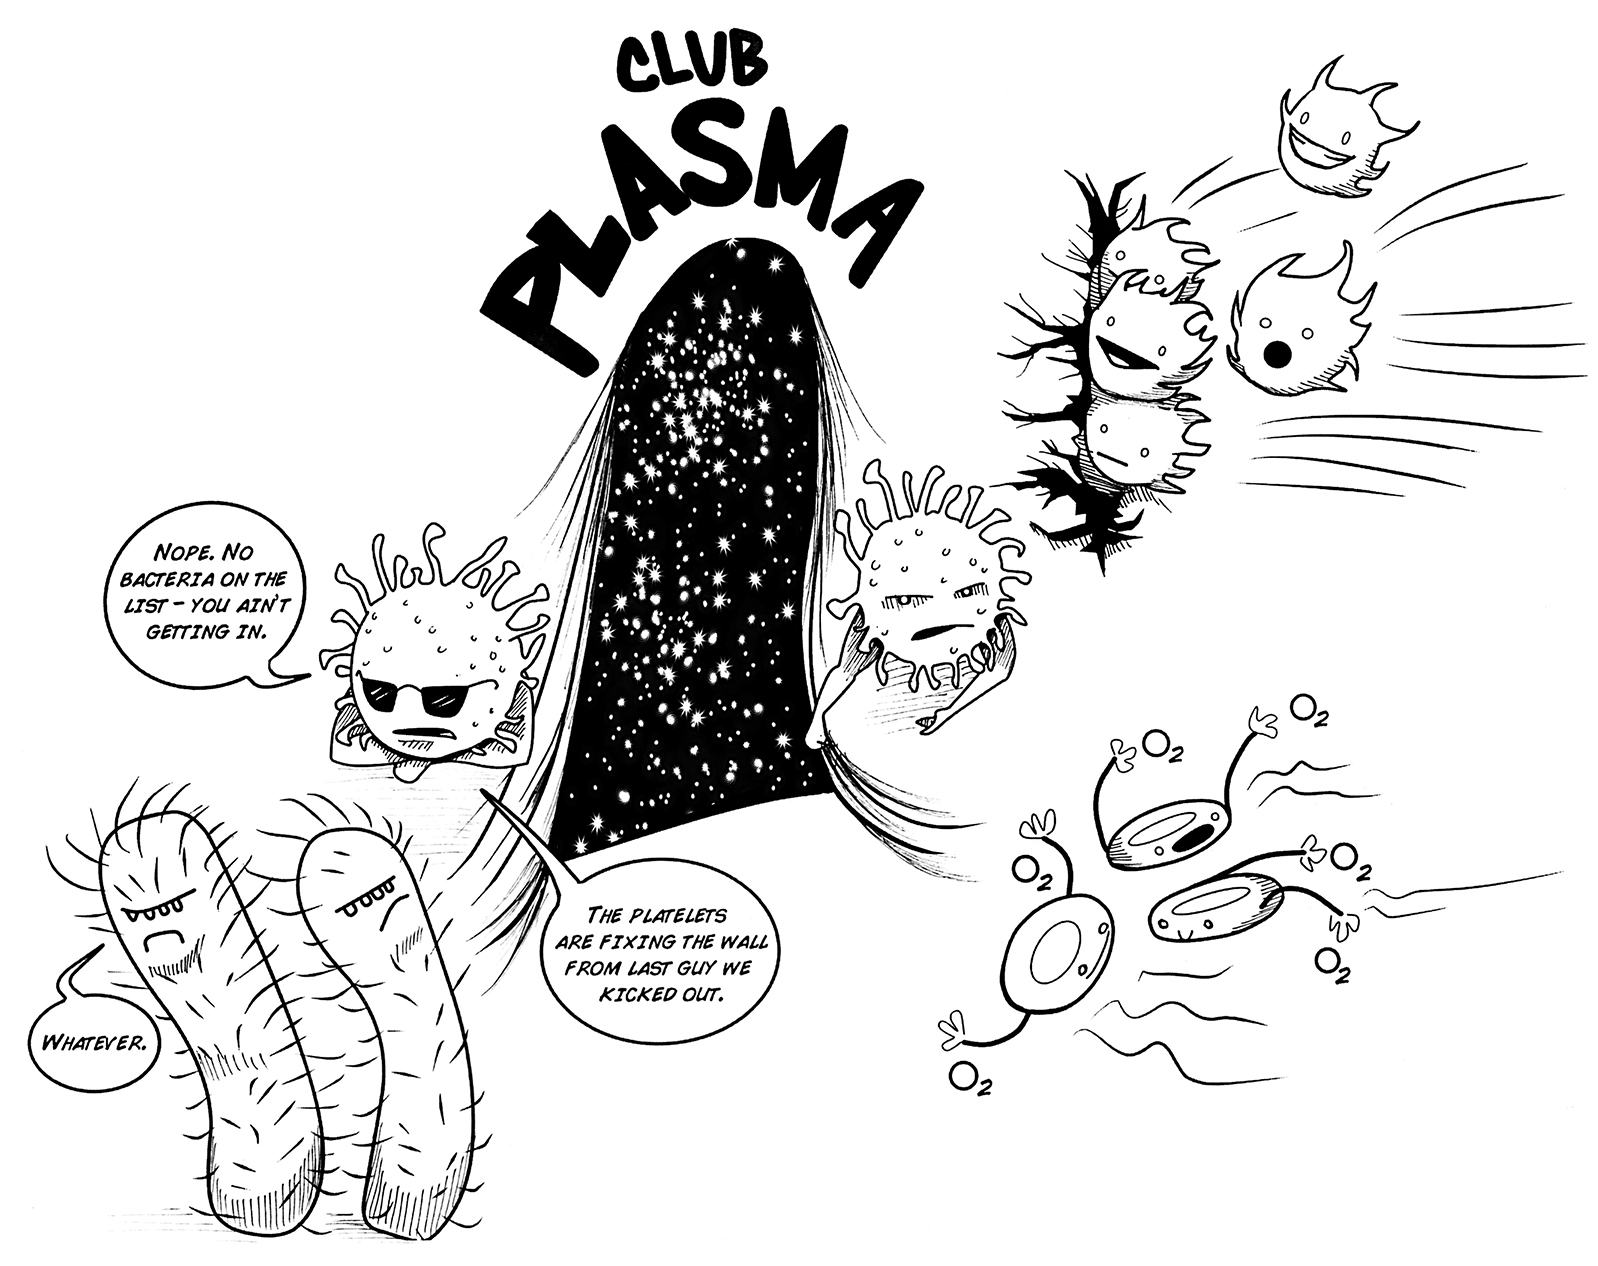 CLUB
PLASMA
NOPE. NO
BACTERIA ON THE
LIST – YOU AIN'T
GETTING IN.
THE PLATELETS
ARE FIXING THE WALL
FROM LAST GUY WE
KICKED OUT.
WHATEVER.
O2
O2
O2
O2
O2
O2